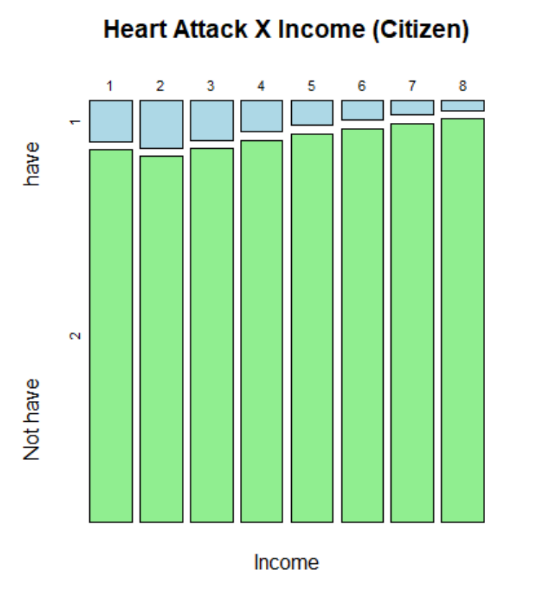 Heart Attack X Income (Citizen)
1 2 3 4 5 6 7 8
1
have
2
Not have
Income